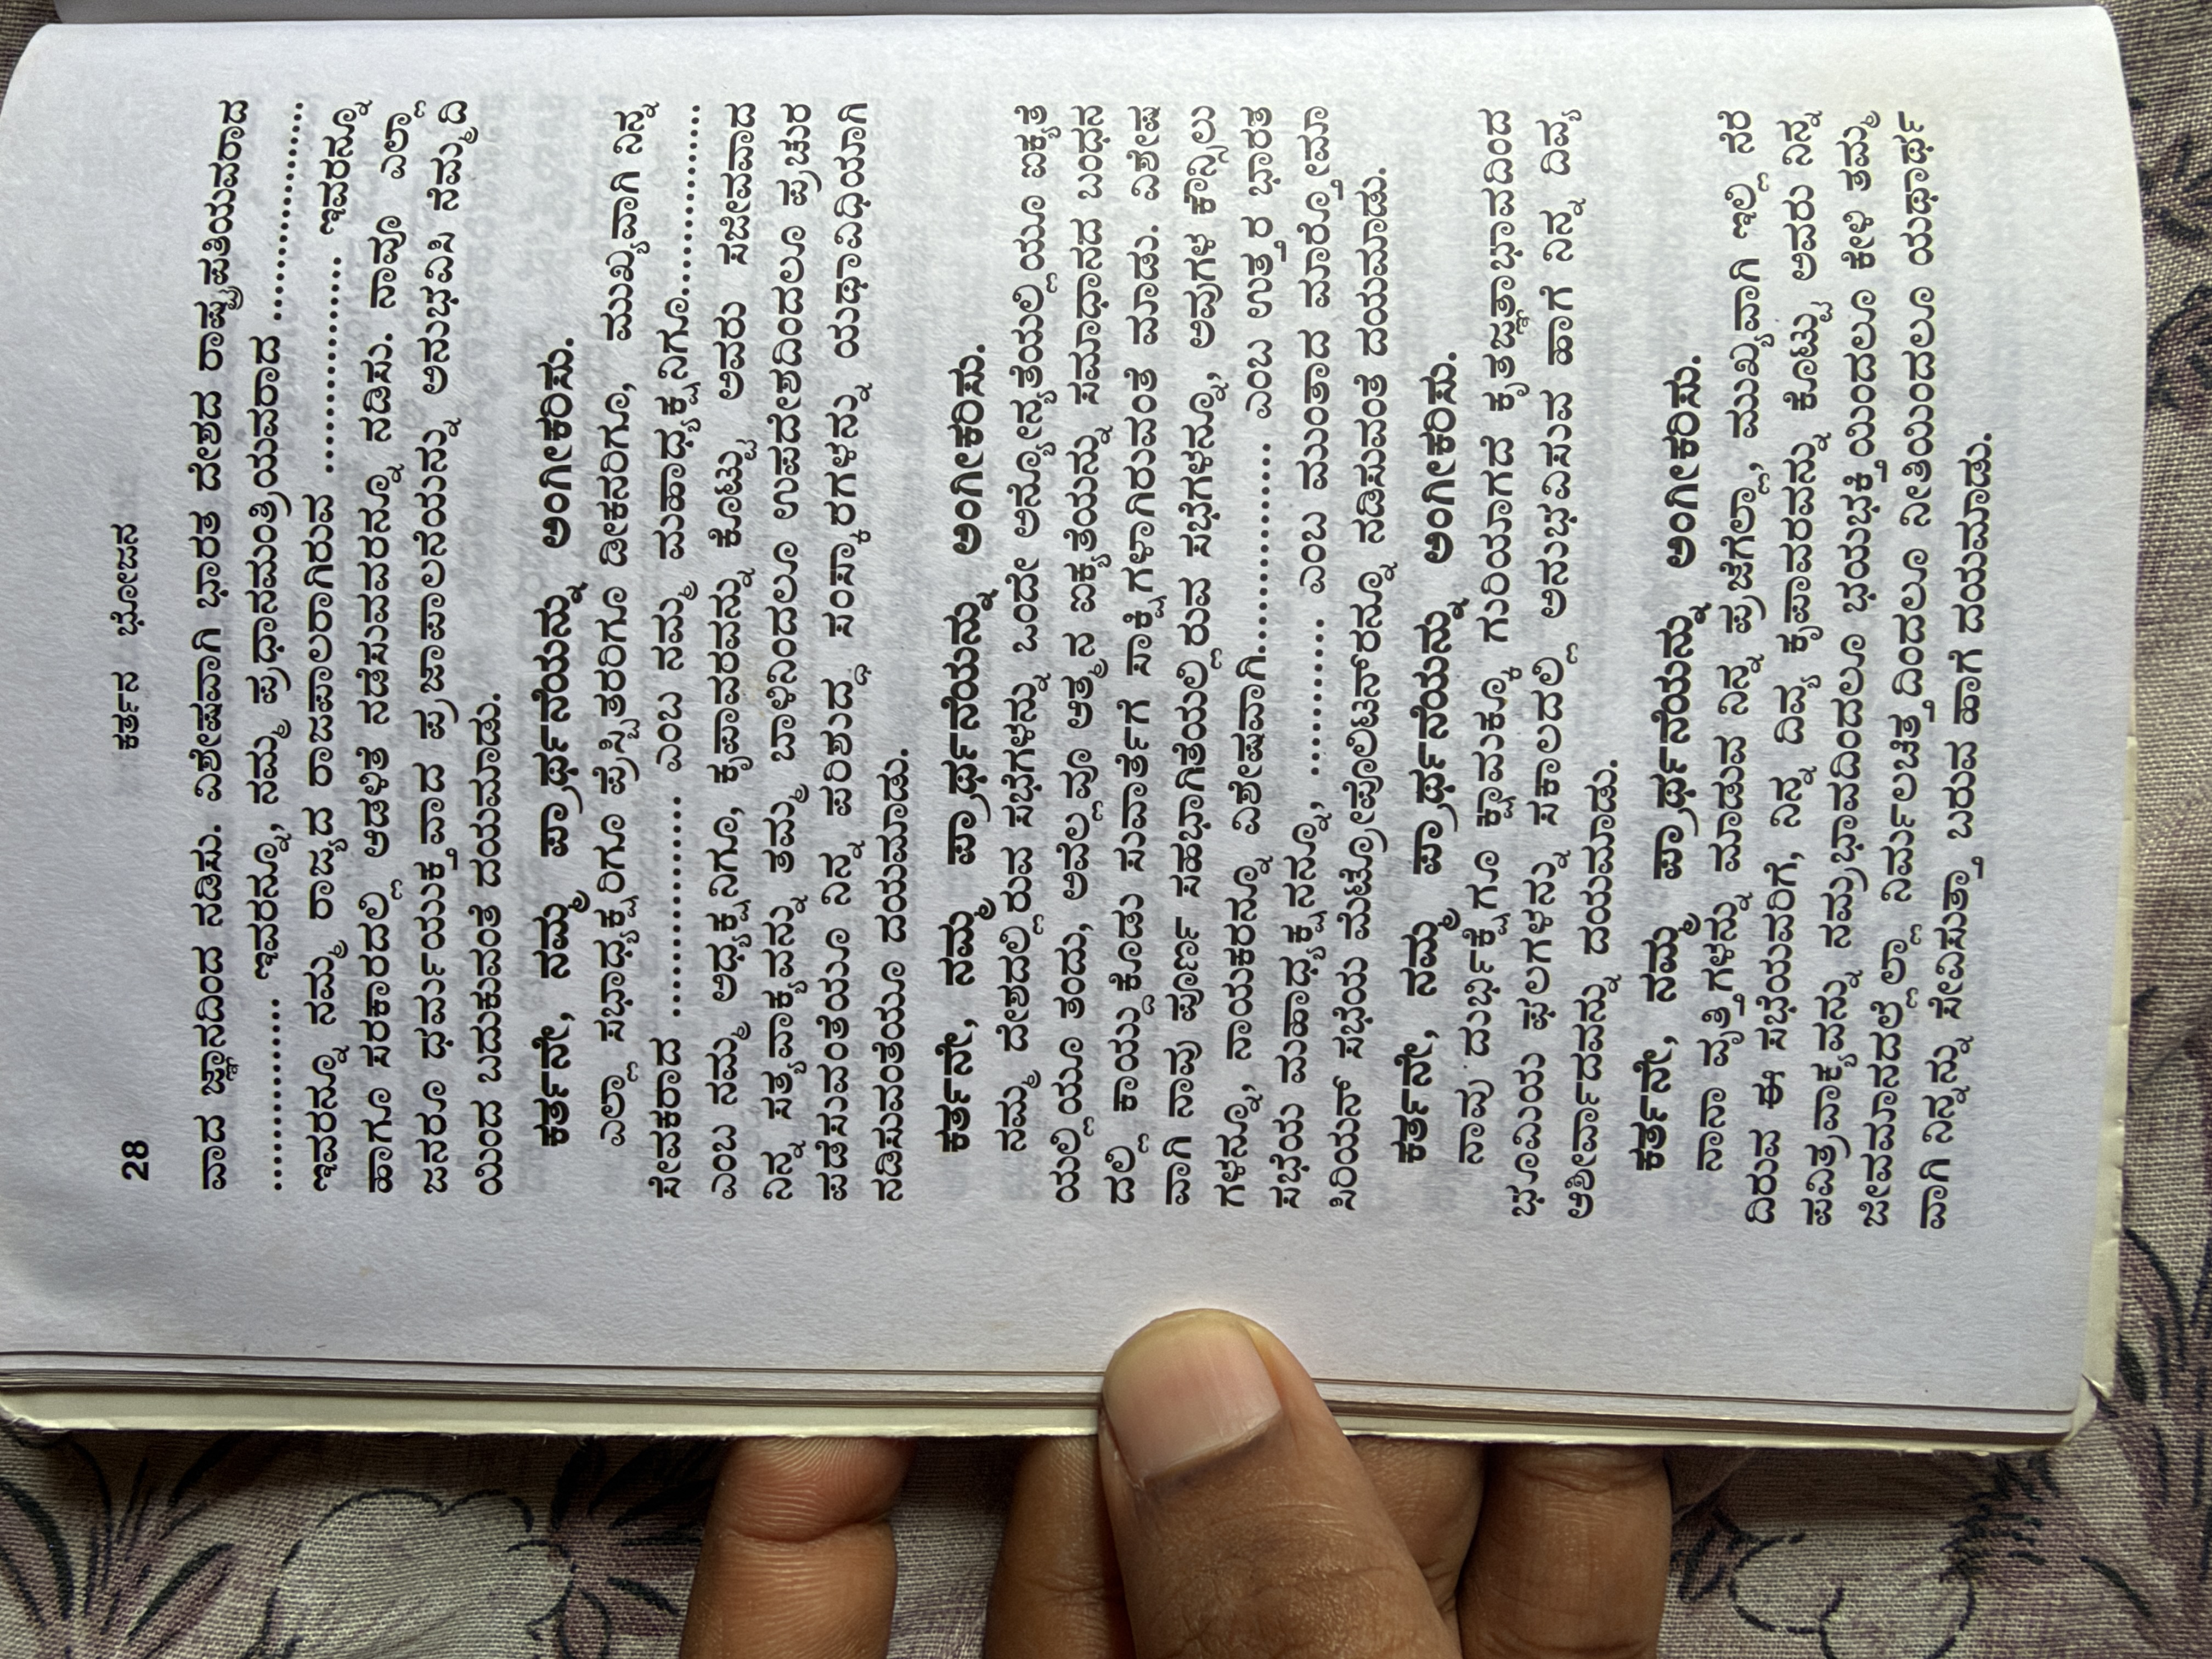 28 ಕರ್ತನ ಭೋಜನ
ವಾದ ಜ್ಞಾನದಿಂದ ನಡಿಸು. ವಿಶೇಷವಾಗಿ ಭಾರತ ದೇಶದ ರಾಷ್ಟ್ರಪತಿಯವರಾದ
............... ಇವರನ್ನೂ, ನಮ್ಮ ಪ್ರಧಾನಮಂತ್ರಿಯವರಾದ .................
ಇವರನ್ನೂ ನಮ್ಮ ರಾಜ್ಯದ ರಾಜಪಾಲರಾಗಿರುವ ................ ಇವರನ್ನೂ
ಹಾಗೂ ಸರಕಾರದಲ್ಲಿ ಆಡಳಿತೆ ನಡೆಸುವವರನ್ನೂ ನಡಿಸು. ನಾವೂ ಎಲ್ಲಾ
ಜನರೂ ಧರ್ಮಯುಕ್ತವಾದ ಪ್ರಜಾಪಾಲನೆಯನ್ನು ಅನುಭವಿಸಿ ನೆಮ್ಮದಿ
ಯಿಂದ ಬದುಕುವಂತೆ ದಯಮಾಡು.
ಕರ್ತನೇ, ನಮ್ಮ ಪ್ರಾರ್ಥನೆಯನ್ನು ಅಂಗೀಕರಿಸು.
ಎಲ್ಲಾ ಸಭಾಧ್ಯಕ್ಷರಿಗೂ ಪ್ರೆಸ್ಬಿತರರಿಗೂ ಡೀಕನರಿಗೂ, ಮುಖ್ಯವಾಗಿ ನಿನ್ನ
ಸೇವಕರಾದ ................ ಎಂಬ ನಮ್ಮ ಮಹಾಧ್ಯಕ್ಷನಿಗೂ..............
ಎಂಬ ನಮ್ಮ ಅಧ್ಯಕ್ಷನಿಗೂ, ಕೃಪಾವರವನ್ನು ಕೊಟ್ಟು ಅವರು ಸಜೀವವಾದ
ನಿನ್ನ ಸತ್ಯವಾಕ್ಯವನ್ನು ತಮ್ಮ ಬಾಳಿನಿಂದಲೂ ಉಪದೇಶದಿಂದಲೂ ಪ್ರಚುರ
ಪಡೆಸುವಂತೆಯೂ ನಿನ್ನ ಪರಿಶುದ್ಧ ಸಂಸ್ಕಾರಗಳನ್ನು ಯಥಾವಿಧಿಯಾಗಿ
ನಡಿಸುವಂತೆಯೂ ದಯಮಾಡು.
ಕರ್ತನೇ, ನಮ್ಮ ಪ್ರಾರ್ಥನೆಯನ್ನು ಅಂಗೀಕರಿಸು.
ನಮ್ಮ ದೇಶದಲ್ಲಿರುವ ಸಭೆಗಳನ್ನು ಒಂದೇ ಅನ್ಯೋನ್ಯತೆಯಲ್ಲಿಯೂ ಐಕ್ಯತೆ
ಯಲ್ಲಿಯೂ ತಂದು, ಅವೆಲ್ಲವೂ ಆತ್ಮನ ಐಕ್ಯತೆಯನ್ನು ಸಮಾಧಾನದ ಬಂಧನ
ದಲ್ಲಿ ಕಾಯ್ದುಕೊಡು ಸುವಾರ್ತೆಗೆ ಸಾಕ್ಷಿಗಳಾಗಿರುವಂತೆ ಮಾಡು. ವಿಶೇಷ
ವಾಗಿ ನಾವು ಪೂರ್ಣ ಸಹಭಾಗಿತೆಯಲ್ಲಿರುವ ಸಭೆಗಳನ್ನೂ, ಅವುಗಳ ಕೌನ್ಸಿಲು
ಗಳನ್ನೂ, ನಾಯಕರನ್ನೂ ವಿಶೇಷವಾಗಿ............... ಎಂಬ ಉತ್ತರ ಭಾರತ
ಸಭೆಯ ಮಹಾಧ್ಯಕ್ಷನನ್ನೂ, ........... ಎಂಬ ಮುಂತಾದ ಮಾರ್ತ್ತೋಮಾ
ಸಿರಿಯನ್ ಸಭೆಯ ಮೆಟ್ರೋಪೊಲಿಟನ್‌ರನ್ನೂ ನಡಿಸುವಂತೆ ದಯಮಾಡು.
ಕರ್ತನೇ, ನಮ್ಮ ಪ್ರಾರ್ಥನೆಯನ್ನು ಅಂಗೀಕರಿಸು.
ನಾವು ದುರ್ಭಿಕ್ಷೆಗೂ ಕ್ಷಾಮಕ್ಕೂ ಗುರಿಯಾಗದೆ ಕೃತಜ್ಞತಾಭಾವದಿಂದ
ಭೂಮಿಯ ಫಲಗಳನ್ನು ಸಕಾಲದಲ್ಲಿ ಅನುಭವಿಸುವ ಹಾಗೆ ನಿನ್ನ ದಿವ್ಯ
ಆಶೀರ್ವಾದವನ್ನು ದಯಮಾಡು.
ಕರ್ತನೇ, ನಮ್ಮ ಪ್ರಾರ್ಥನೆಯನ್ನು ಅಂಗೀಕರಿಸು.
ನಾನಾ ವೃತ್ತಿಗಳನ್ನು ಮಾಡುವ ನಿನ್ನ ಪ್ರಜೆಗೆಲ್ಲಾ, ಮುಖ್ಯವಾಗಿ ಇಲ್ಲಿ ನೆರೆ
ದಿರುವ ಈ ಸಭೆಯವರಿಗೆ, ನಿನ್ನ ದಿವ್ಯ ಕೃಪಾವರವನ್ನು ಕೊಟ್ಟು ಅವರು ನಿನ್ನ
ಪವಿತ್ರವಾಕ್ಯವನ್ನು ನಮ್ರಭಾವದಿಂದಲೂ ಭಯಭಕ್ತಿಯಿಂದಲೂ ಕೇಳಿ ತಮ್ಮ
ಜೀವಮಾನದಲ್ಲೆಲ್ಲಾ ನಿರ್ಮಲಚಿತ್ತದಿಂದಲೂ ನೀತಿಯಿಂದಲೂ ಯಥಾರ್ಥ
ವಾಗಿ ನಿನ್ನನ್ನು ಸೇವಿಸುತ್ತಾ ಬರುವ ಹಾಗೆ ದಯಮಾಡು.